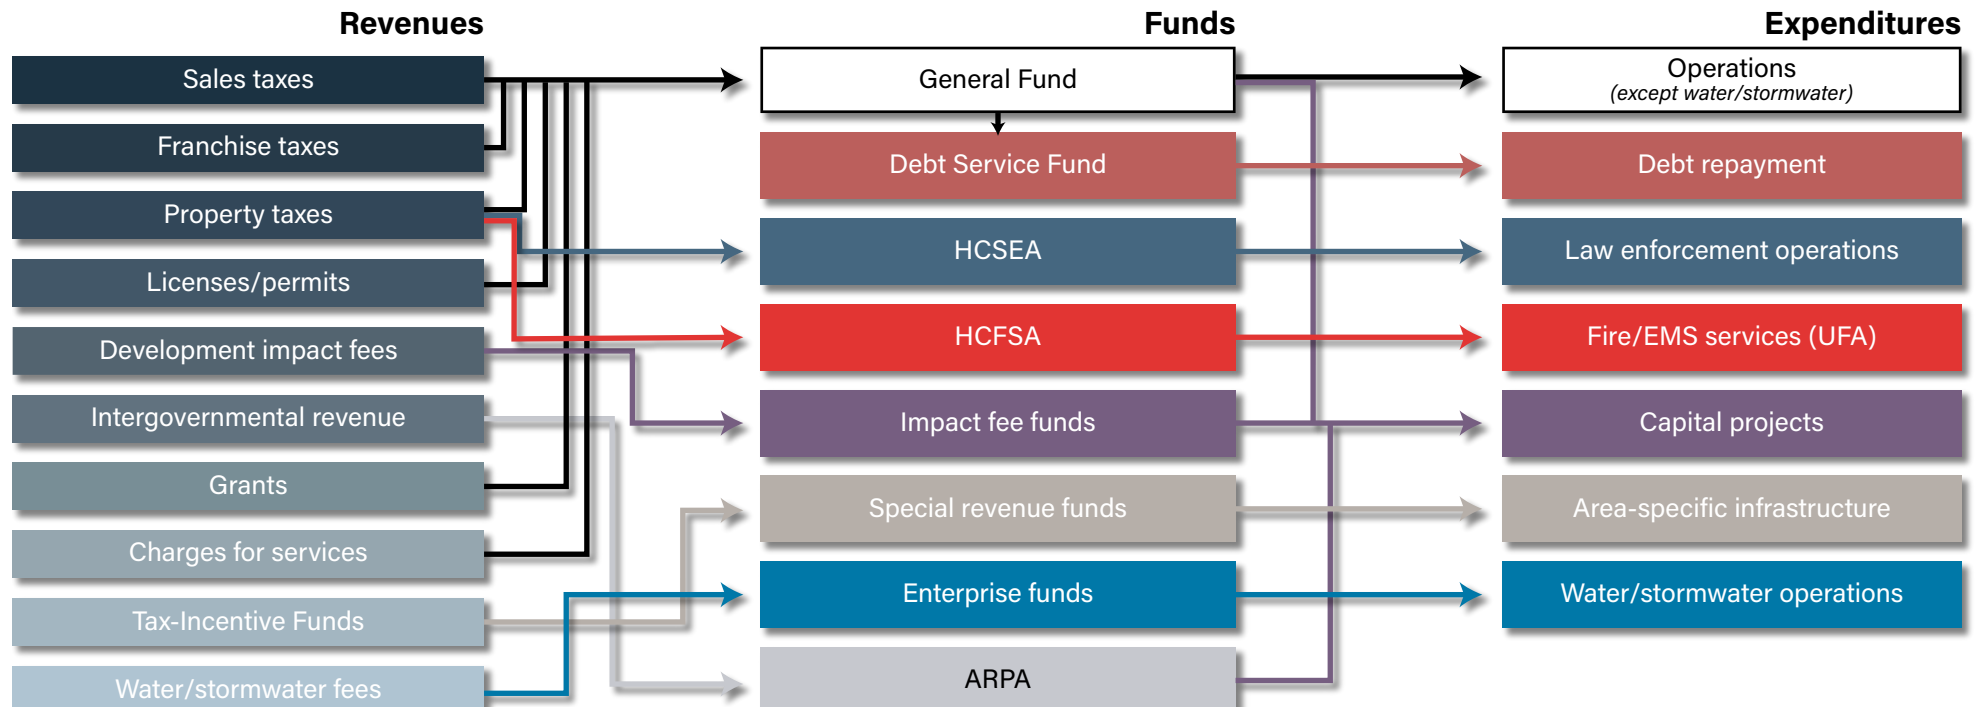 Revenues
Sales taxes
Franchise taxes
Property taxes
Licenses/permits
Development impact fees
Intergovernmental revenue
Grants
Charges for services
Tax-Incentive Funds
Water/stormwater fees
Funds
General Fund
Debt Service Fund
HCSEA
HCFSA
Impact fee funds
Special revenue funds
Enterprise funds
ARPA
Expenditures
Operations
(except water/stormwater)
Debt repayment
Law enforcement operations
Fire/EMS services (UFA)
Capital projects
Area-specific infrastructure
Water/stormwater operations